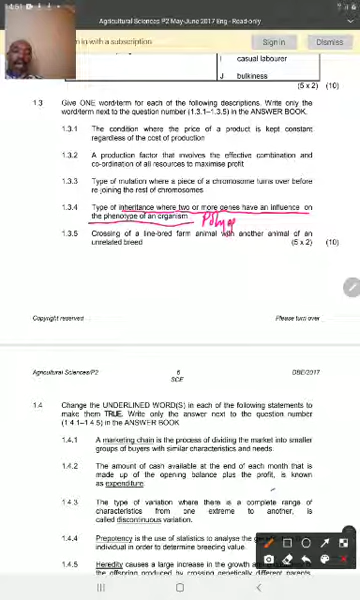 Agricultural Sciences P2 May-June 2017 Eng - Read-only
in with a subscription
Sign in
Dismiss
I casual labourer
J bulkiness
(5 x 2) (10)
1.3 Give ONE word/term for each of the following descriptions. Write only the
word/term next to the question number (1.3.1–1.3.5) in the ANSWER BOOK.
1.3.1 The condition where the price of a product is kept constant
regardless of the cost of production
1.3.2 A production factor that involves the effective combination and
co-ordination of all resources to maximise profit
1.3.3 Type of mutation where a piece of a chromosome turns over before
rejoining the rest of chromosomes
1.3.4 Type of inheritance where two or more genes have an influence on
the phenotype of an organism
Polyg
1.3.5 Crossing of a line-bred farm animal with another animal of an
unrelated breed (5 x 2) (10)
Copyright reserved
Please turn over
Agricultural Sciences/P2 6 DBE/2017
SCE
1.4 Change the UNDERLINED WORD(S) in each of the following statements to
make them TRUE. Write only the answer next to the question number
(1.4.1–1.4.5) in the ANSWER BOOK.
1.4.1 A marketing chain is the process of dividing the market into smaller
groups of buyers with similar characteristics and needs.
1.4.2 The amount of cash available at the end of each month that is
made up of the opening balance plus the profit, is known
as expenditure.
1.4.3 The type of variation where there is a complete range of
characteristics from one extreme to another, is
called discontinuous variation.
1.4.4 Prepotency is the use of statistics to analyse the
individual in order to determine breeding value.
1.4.5 Heredity causes a large increase in the
the offspring produced by crossing genetically different parents